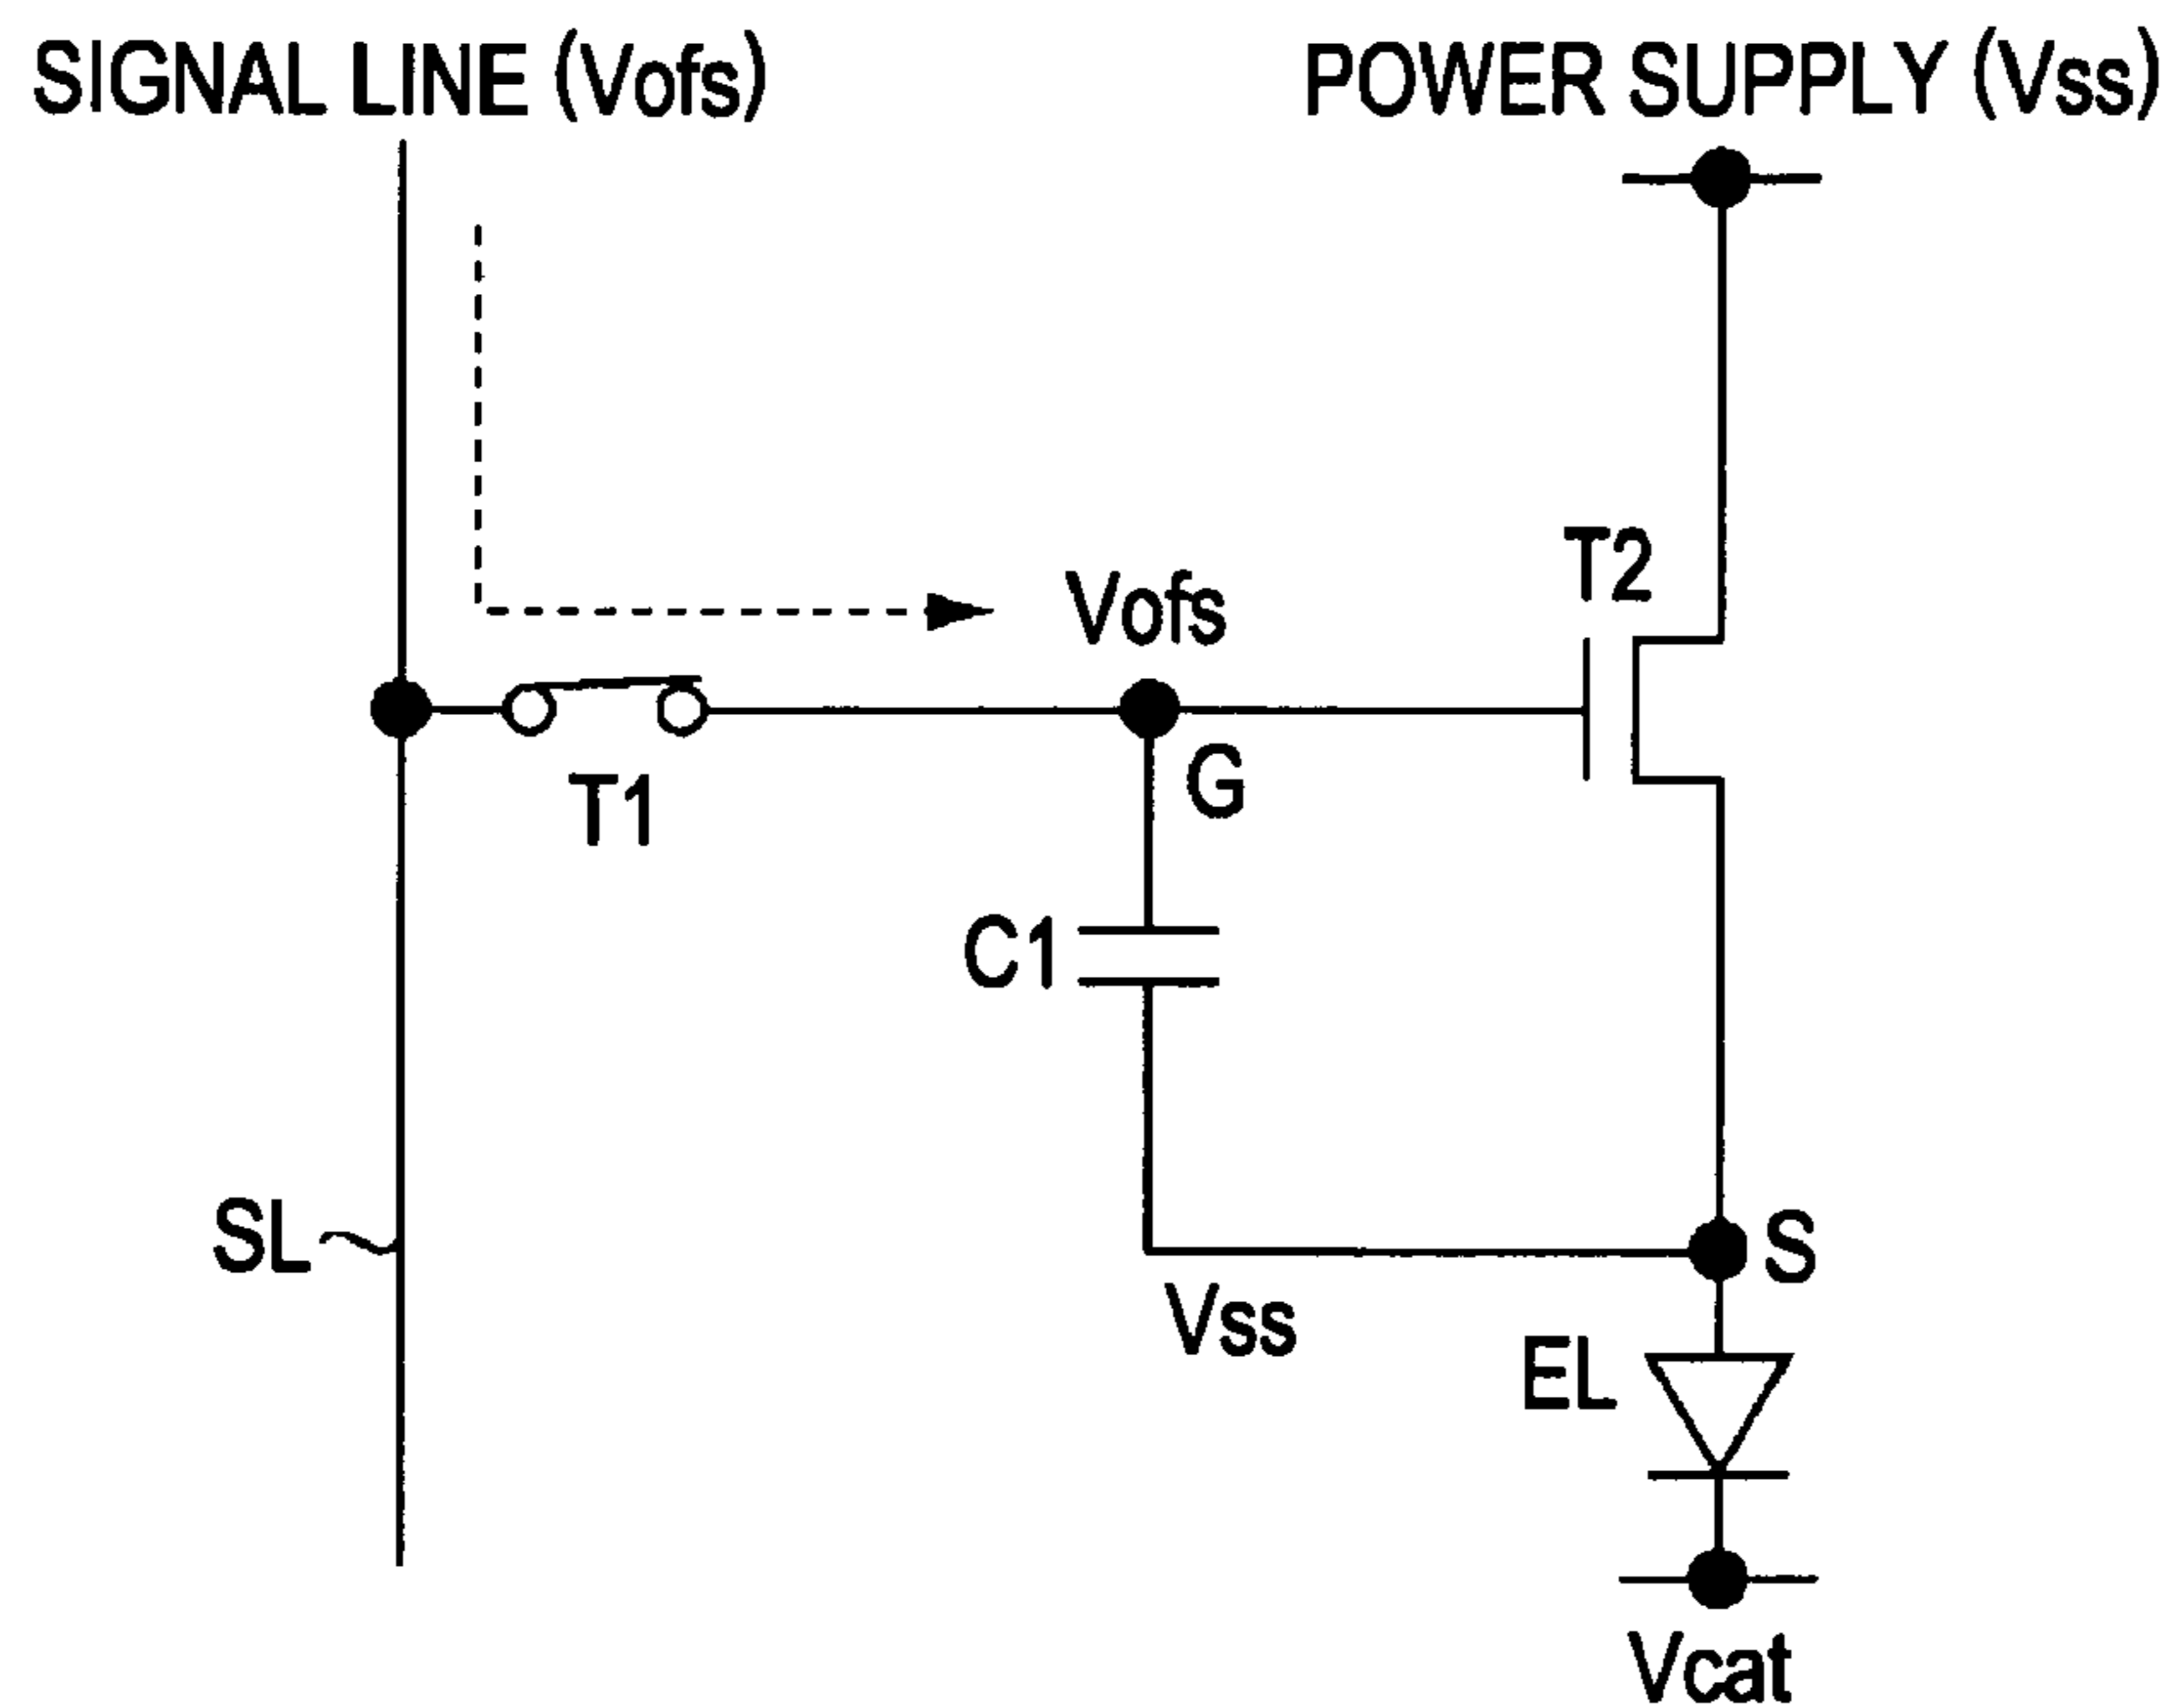 SIGNAL LINE (Vofs)
POWER SUPPLY (Vss)
T2
Vofs
G
T1
C1
SL
S
Vss
EL
Vcat